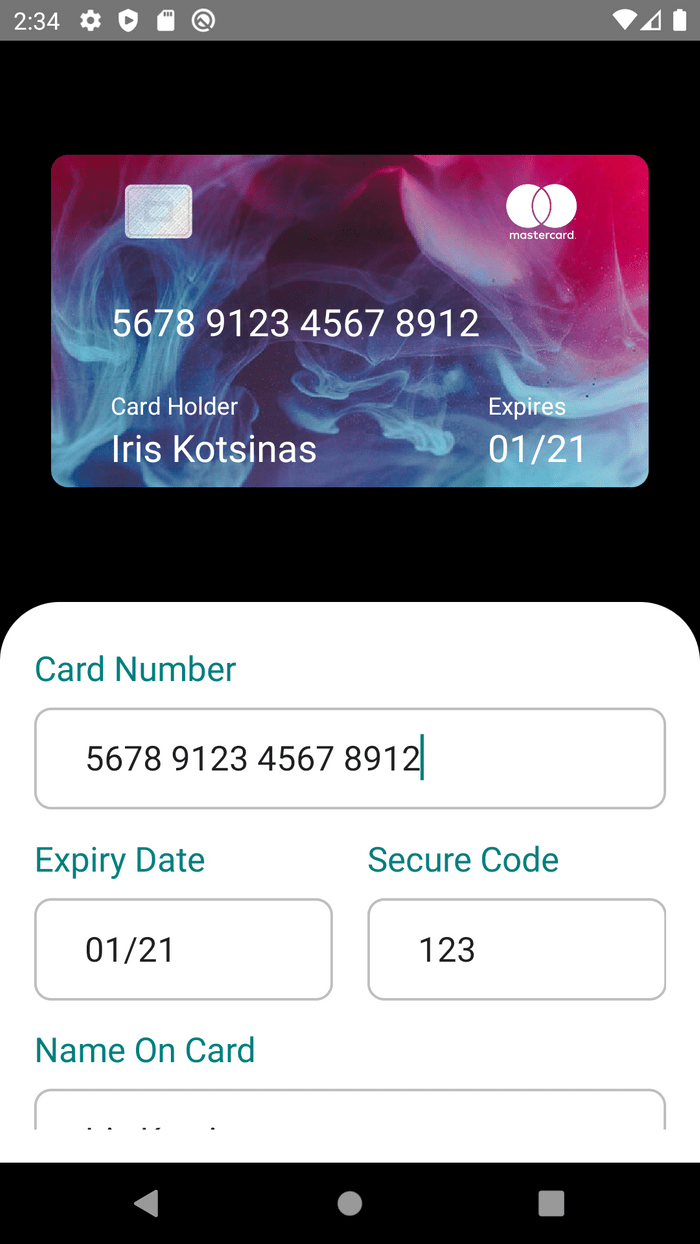 2:34
mastercard.
5678 9123 4567 8912
Card Holder
Expires
Iris Kotsinas
01/21
Card Number
5678 9123 4567 8912
Expiry Date
Secure Code
01/21
123
Name On Card